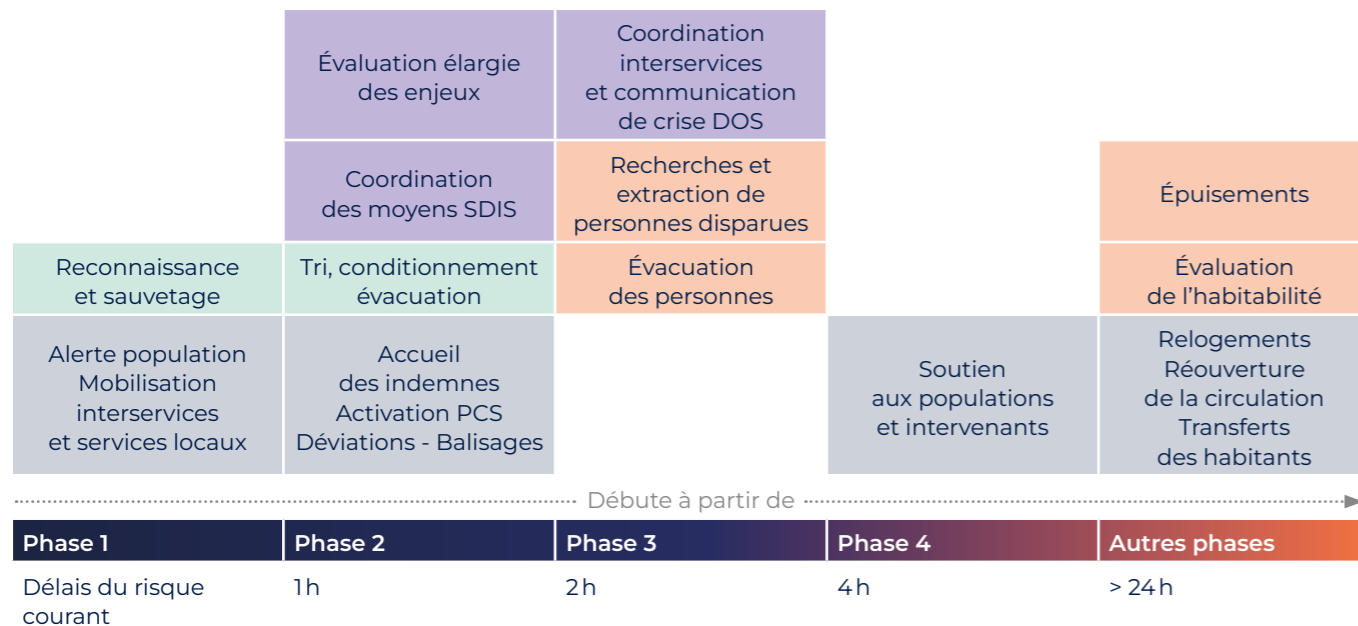 Évaluation élargie
des enjeux
Coordination
interservices
et communication
de crise DOS
Coordination
des moyens SDIS
Recherches et
extraction de
personnes disparues
Épuisements
Reconnaissance
et sauvetage
Tri, conditionnement
évacuation
Évacuation
des personnes
Évaluation
de l’habitabilité
Alerte population
Mobilisation
interservices
et services locaux
Accueil
des indemnes
Activation PCS
Déviations - Balisages
Soutien
aux populations
et intervenants
Relogements
Réouverture
de la circulation
Transferts
des habitants
Débute à partir de
Phase 1
Phase 2
Phase 3
Phase 4
Autres phases
Délais du risque
courant
1 h
2 h
4 h
> 24 h